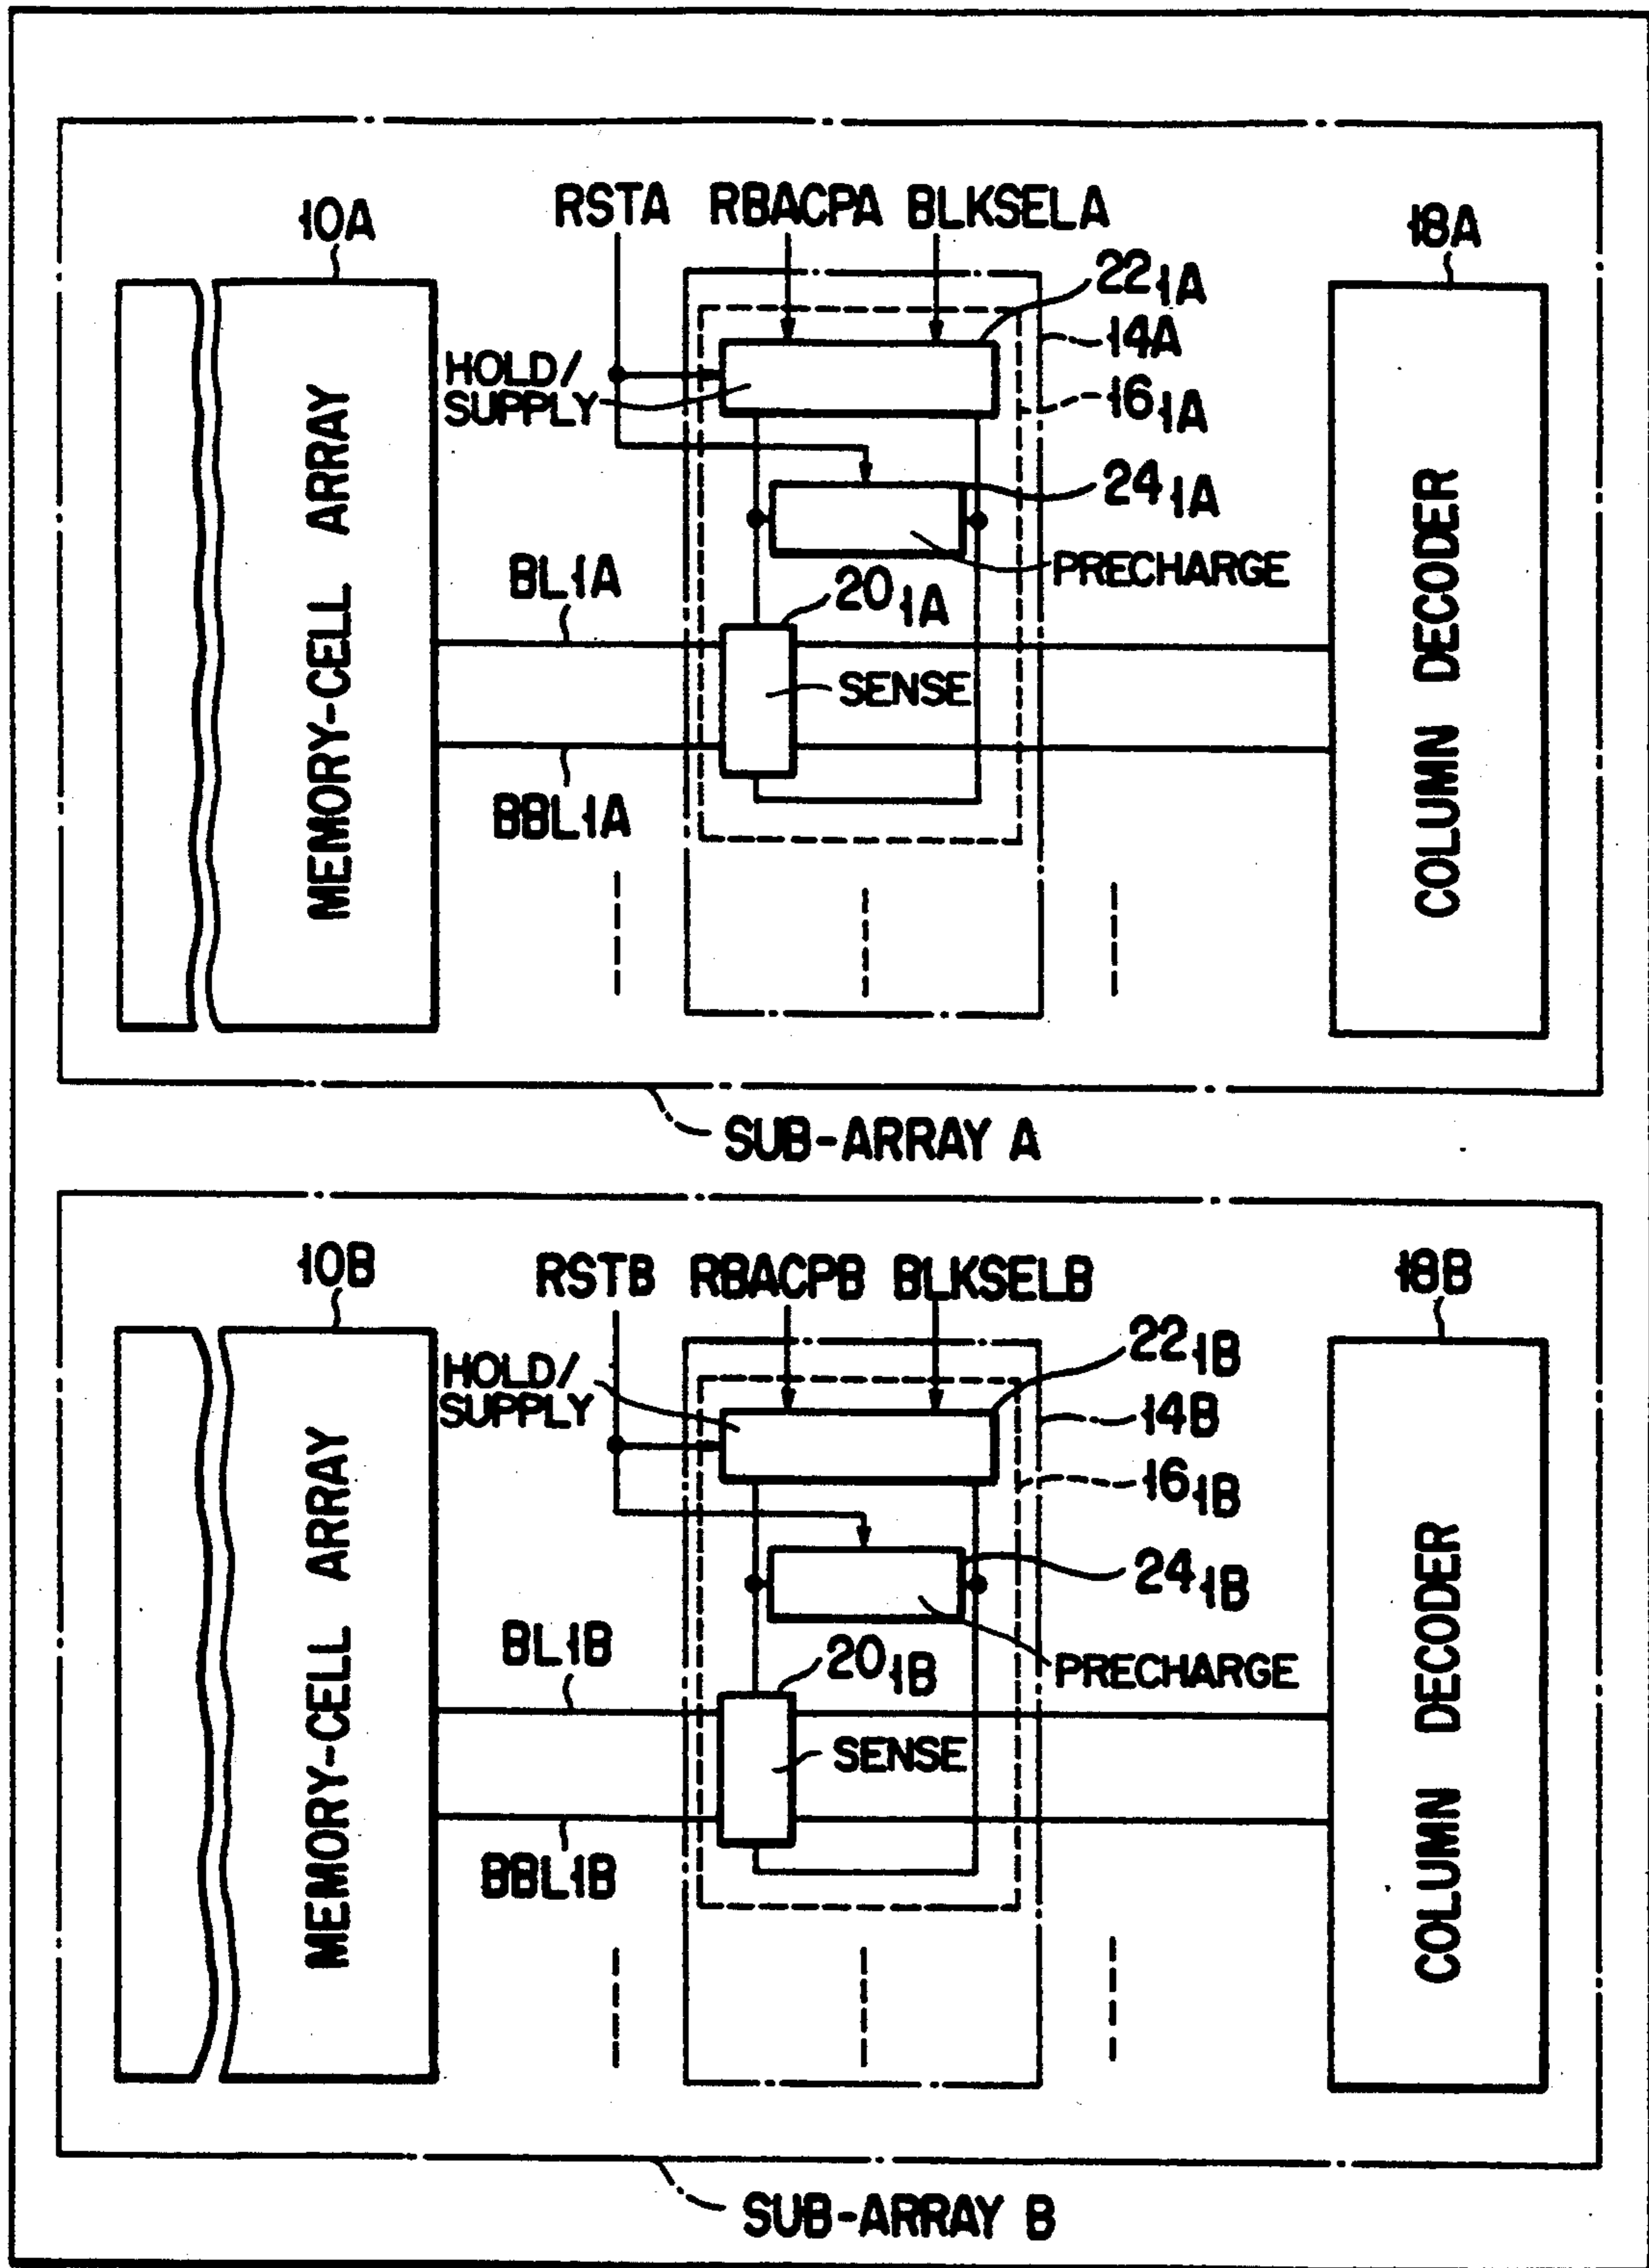 RSTA RBACPA BLKSELA
10A
18A
22 1A
14A
HOLD/
SUPPLY
16 1A
24 1A
PRECHARGE
BL1A
20 1A
SENSE
BBL1A
MEMORY-CELL ARRAY
COLUMN DECODER
SUB-ARRAY A
RSTB RBACPB BLKSELB
10B
18B
22 1B
14B
HOLD/
SUPPLY
16 1B
24 1B
PRECHARGE
BL1B
20 1B
SENSE
BBL1B
MEMORY-CELL ARRAY
COLUMN DECODER
SUB-ARRAY B